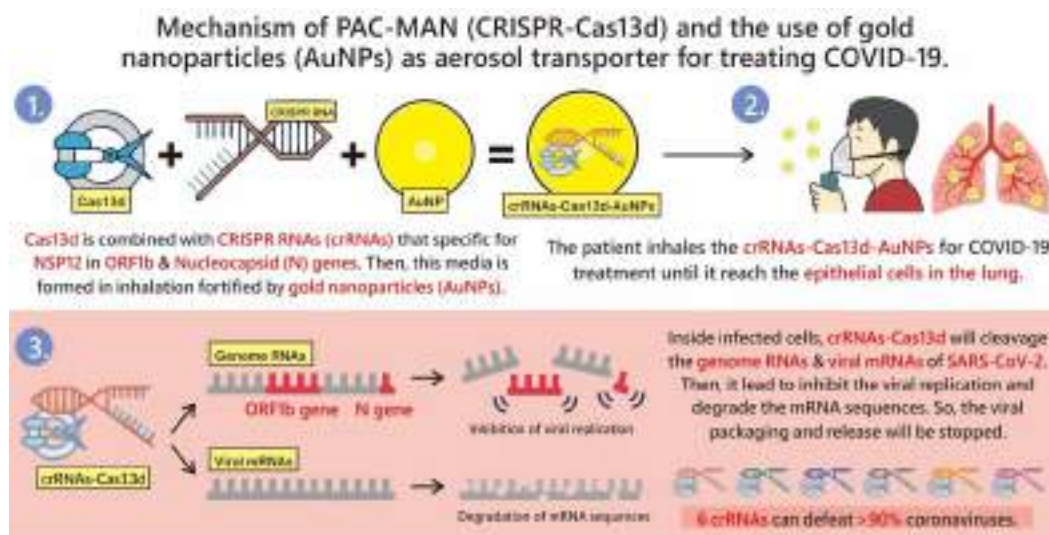 Mechanism of PAC-MAN (CRISPR-Cas13d) and the use of gold
nanoparticles (AuNPs) as aerosol transporter for treating COVID-19.
1.
2.
CRISPR RNA
Cas13d
AuNP
crRNAs-Cas13d-AuNPs
Cas13d is combined with CRISPR RNAs (crRNAs) that specific for
NSP12 in ORF1b & Nucleocapsid (N) genes. Then, this media is
formed in inhalation fortified by gold nanoparticles (AuNPs).
The patient inhales the crRNAs-Cas13d-AuNPs for COVID-19
treatment until it reach the epithelial cells in the lung.
3.
Genome RNAs
ORF1b gene N gene
Inhibition of viral replication
crRNAs-Cas13d
Viral mRNAs
Degradation of mRNA sequences
Inside infected cells, crRNAs-Cas13d will cleavage
the genome RNAs & viral mRNAs of SARS-CoV-2.
Then, it lead to inhibit the viral replication and
degrade the mRNA sequences. So, the viral
packaging and release will be stopped.
6 crRNAs can defeat >90% coronaviruses.